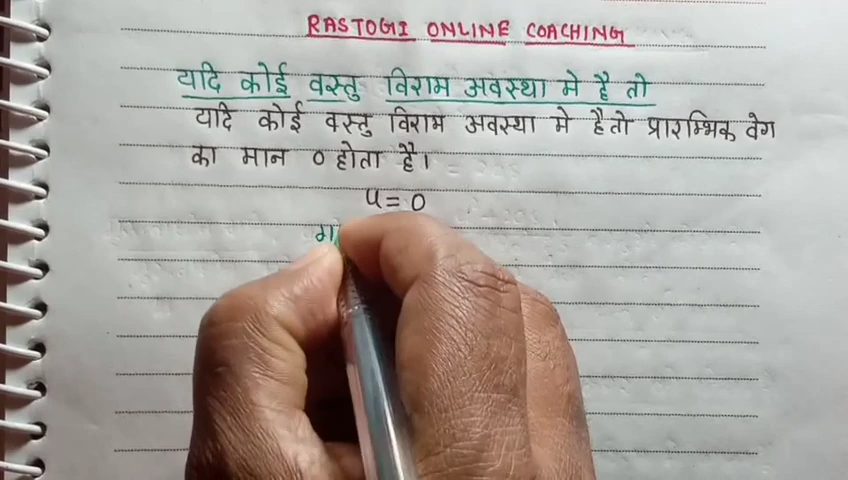 RASTOGI ONLINE COACHING
यदि कोई वस्तु विराम अवस्था मे है तो
यदि कोई वस्तु विराम अवस्था मे है तो प्रारम्भिक वेग
का मान 0 होता है।
u = 0